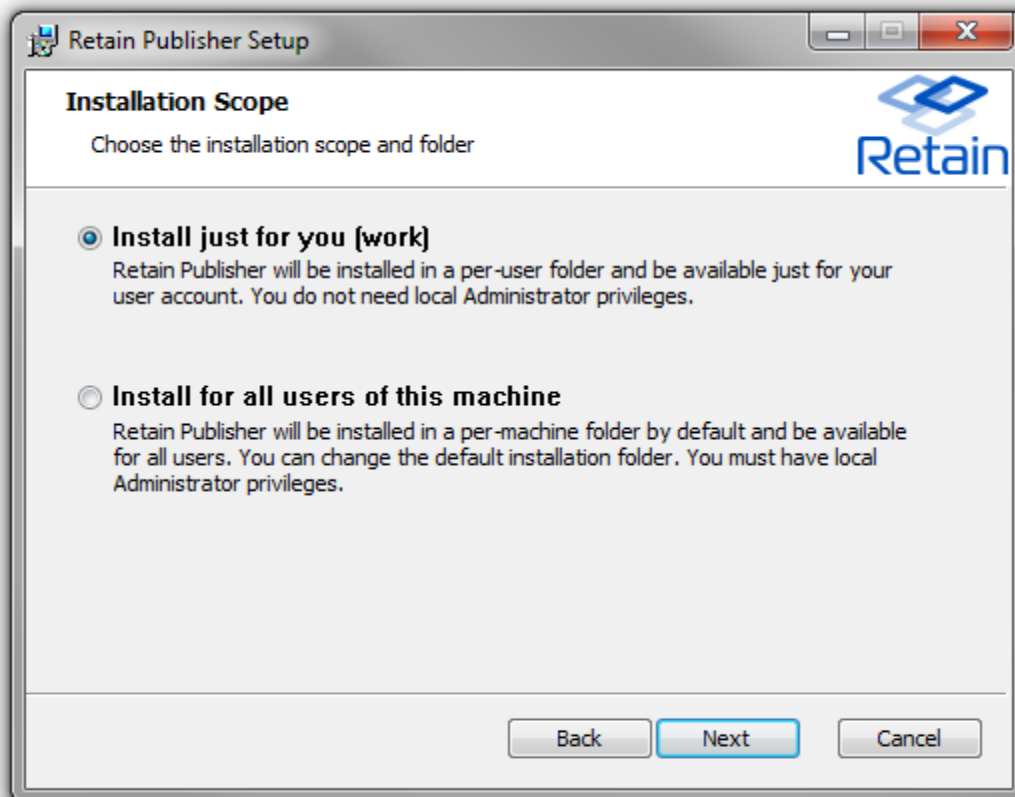 Retain Publisher Setup
Installation Scope
Choose the installation scope and folder
Retain
Install just for you (work)
Retain Publisher will be installed in a per-user folder and be available just for your
user account. You do not need local Administrator privileges.
Install for all users of this machine
Retain Publisher will be installed in a per-machine folder by default and be available
for all users. You can change the default installation folder. You must have local
Administrator privileges.
Back
Next
Cancel